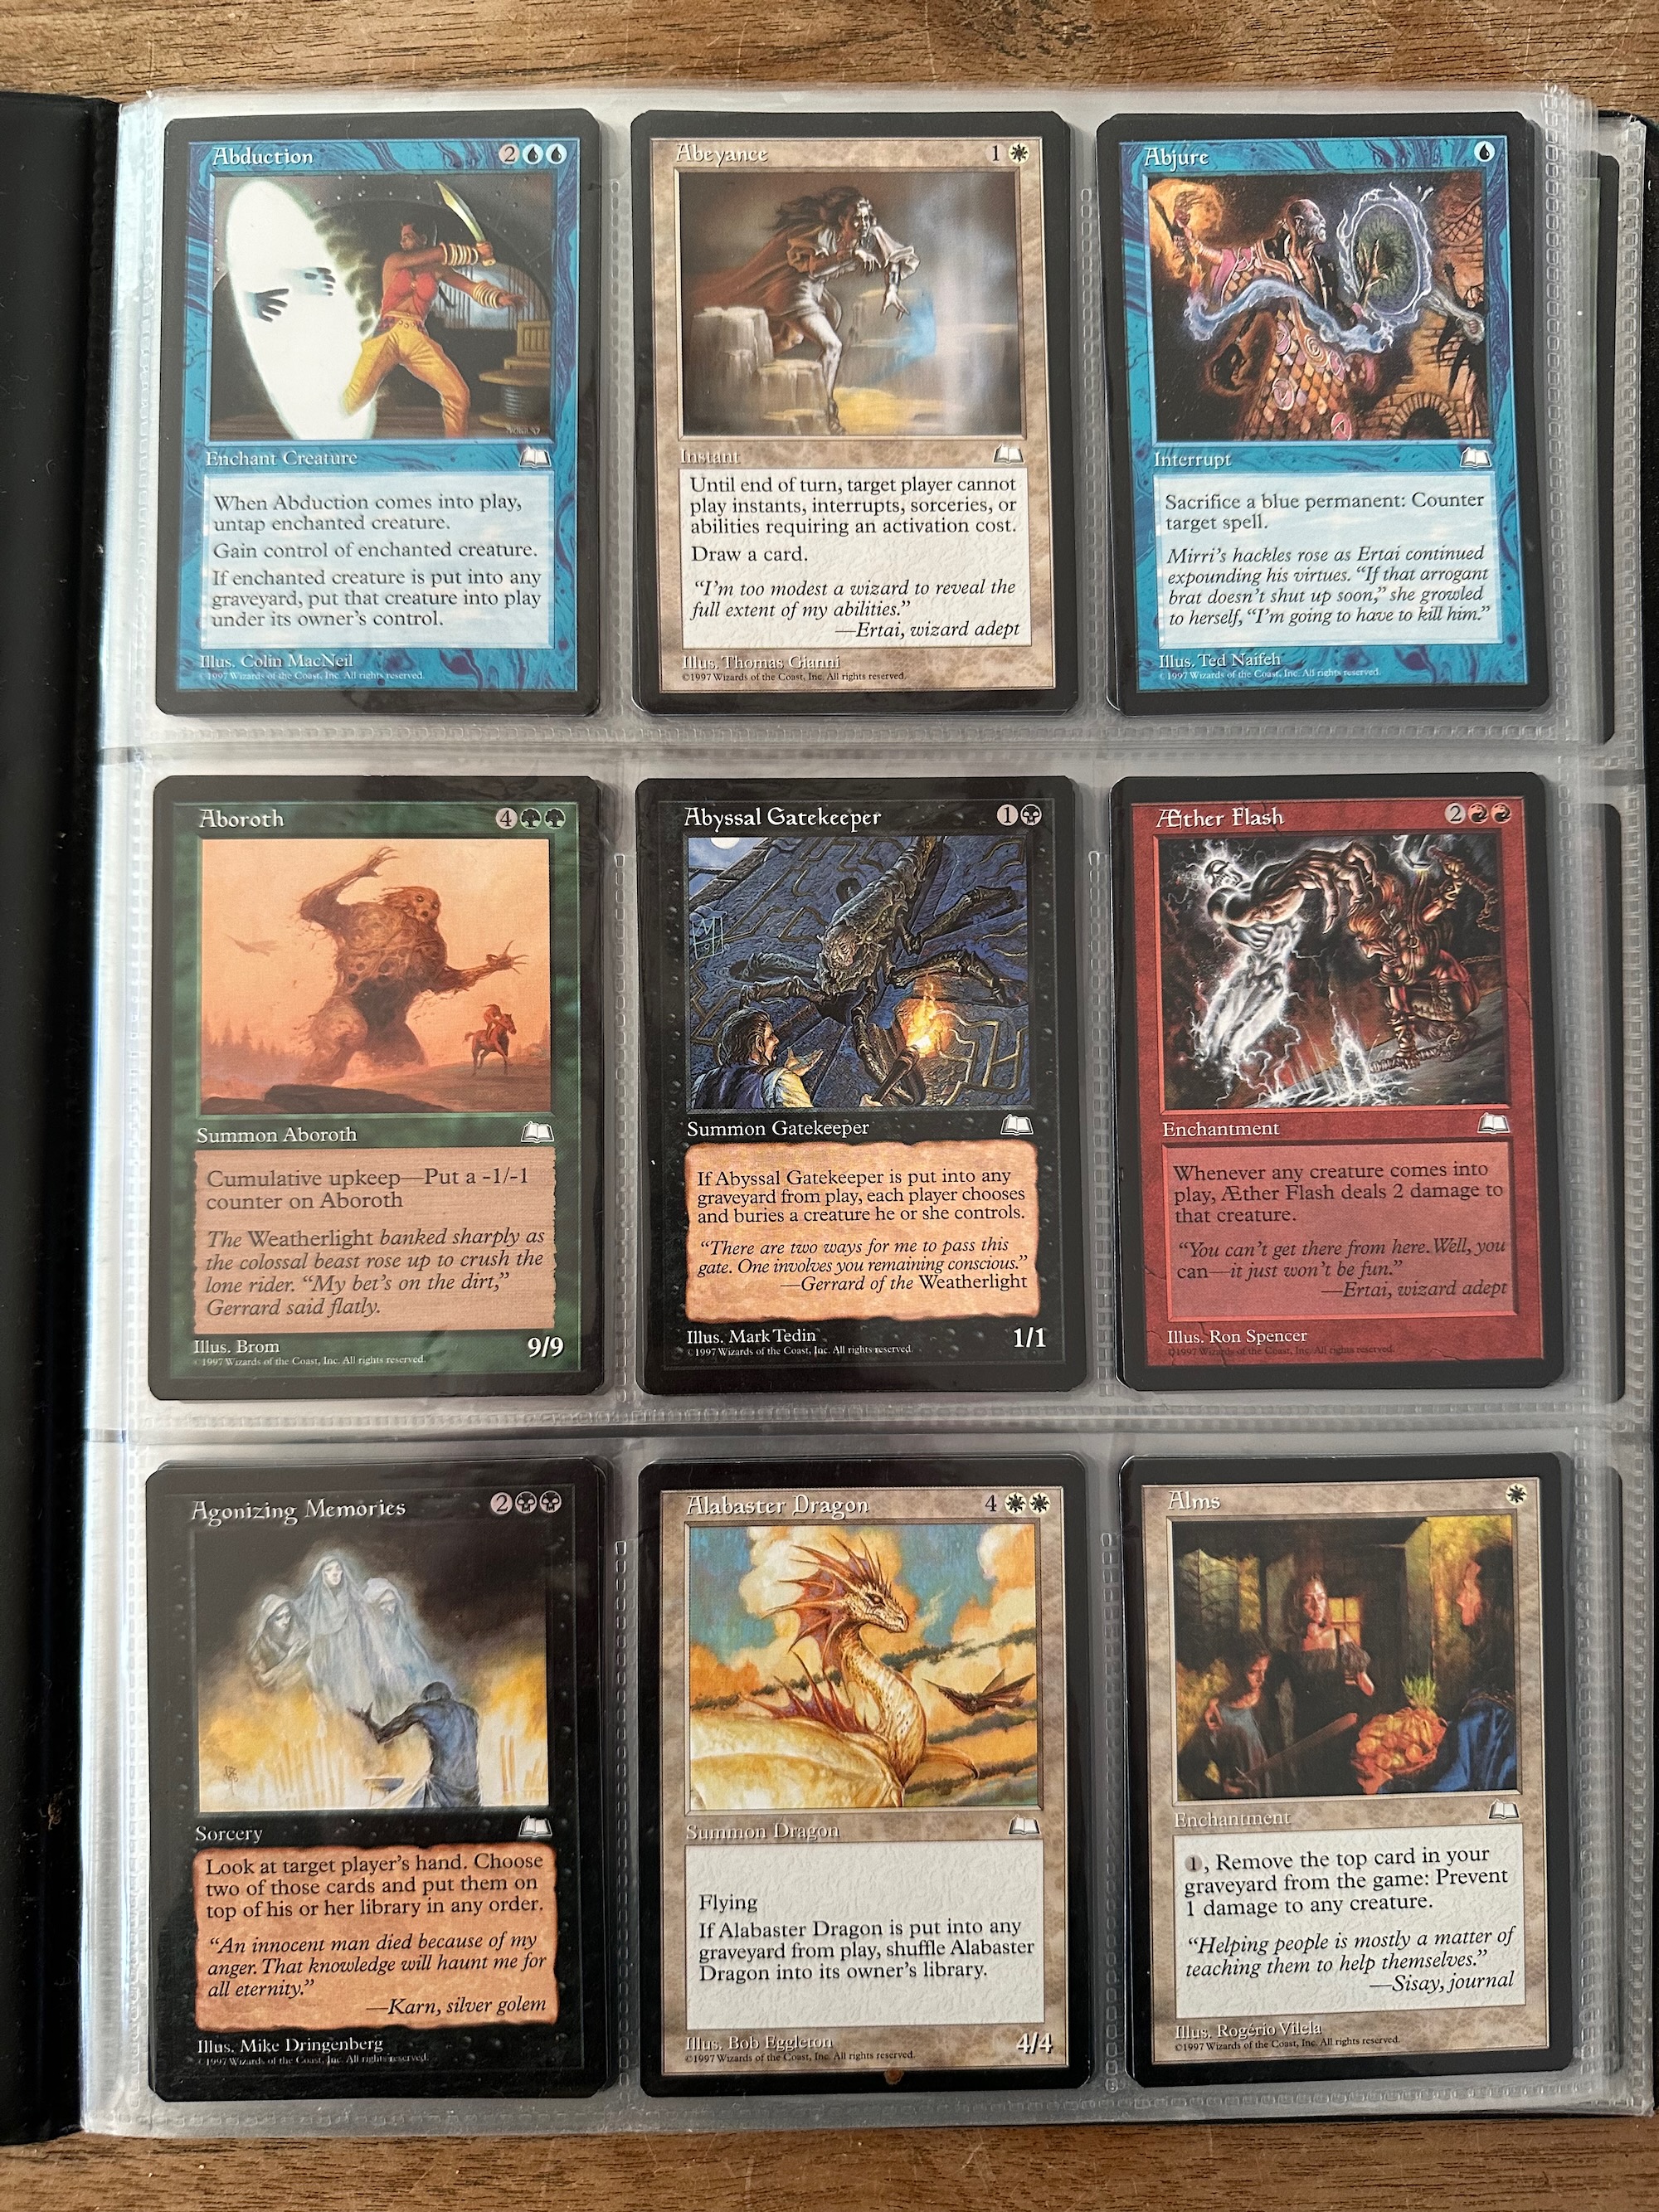 Abduction 2
Enchant Creature
When Abduction comes into play,
untap enchanted creature.
Gain control of enchanted creature.
If enchanted creature is put into any
graveyard, put that creature into play
under its owner's control.
Illus. Colin MacNeil
©1997 Wizards of the Coast, Inc. All rights reserved.
Abeyance 1
Instant
Until end of turn, target player cannot
play instants, interrupts, sorceries, or
abilities requiring an activation cost.
Draw a card.
“I'm too modest a wizard to reveal the
full extent of my abilities.”
—Ertai, wizard adept
Illus. Thomas Gianni
©1997 Wizards of the Coast, Inc. All rights reserved.
Abjure
Interrupt
Sacrifice a blue permanent: Counter
target spell.
Mirri's hackles rose as Ertai continued
expounding his virtues. “If that arrogant
brat doesn't shut up soon,” she growled
to herself, “I'm going to have to kill him.”
Illus. Ted Naifeh
©1997 Wizards of the Coast, Inc. All rights reserved.
Aboroth 4
Summon Aboroth
Cumulative upkeep—Put a -1/-1
counter on Aboroth
The Weatherlight banked sharply as
the colossal beast rose up to crush the
lone rider. “My bet's on the dirt,”
Gerrard said flatly.
Illus. Brom
9/9
©1997 Wizards of the Coast, Inc. All rights reserved.
Abyssal Gatekeeper 1
Summon Gatekeeper
If Abyssal Gatekeeper is put into any
graveyard from play, each player chooses
and buries a creature he or she controls.
“There are two ways for me to pass this
gate. One involves you remaining conscious.”
—Gerrard of the Weatherlight
Illus. Mark Tedin
1/1
©1997 Wizards of the Coast, Inc. All rights reserved.
Æther Flash 2
Enchantment
Whenever any creature comes into
play, Æther Flash deals 2 damage to
that creature.
“You can't get there from here. Well, you
can—it just won't be fun.”
—Ertai, wizard adept
Illus. Ron Spencer
©1997 Wizards of the Coast, Inc. All rights reserved.
Agonizing Memories 2
Sorcery
Look at target player's hand. Choose
two of those cards and put them on
top of his or her library in any order.
“An innocent man died because of my
anger. That knowledge will haunt me for
all eternity.”
—Karn, silver golem
Illus. Mike Dringenberg
©1997 Wizards of the Coast, Inc. All rights reserved.
Alabaster Dragon 4
Summon Dragon
Flying
If Alabaster Dragon is put into any
graveyard from play, shuffle Alabaster
Dragon into its owner's library.
Illus. Bob Eggleton
4/4
©1997 Wizards of the Coast, Inc. All rights reserved.
Alms
Enchantment
1, Remove the top card in your
graveyard from the game: Prevent
1 damage to any creature.
“Helping people is mostly a matter of
teaching them to help themselves.”
—Sisay, journal
Illus. Rogério Vilela
©1997 Wizards of the Coast, Inc. All rights reserved.